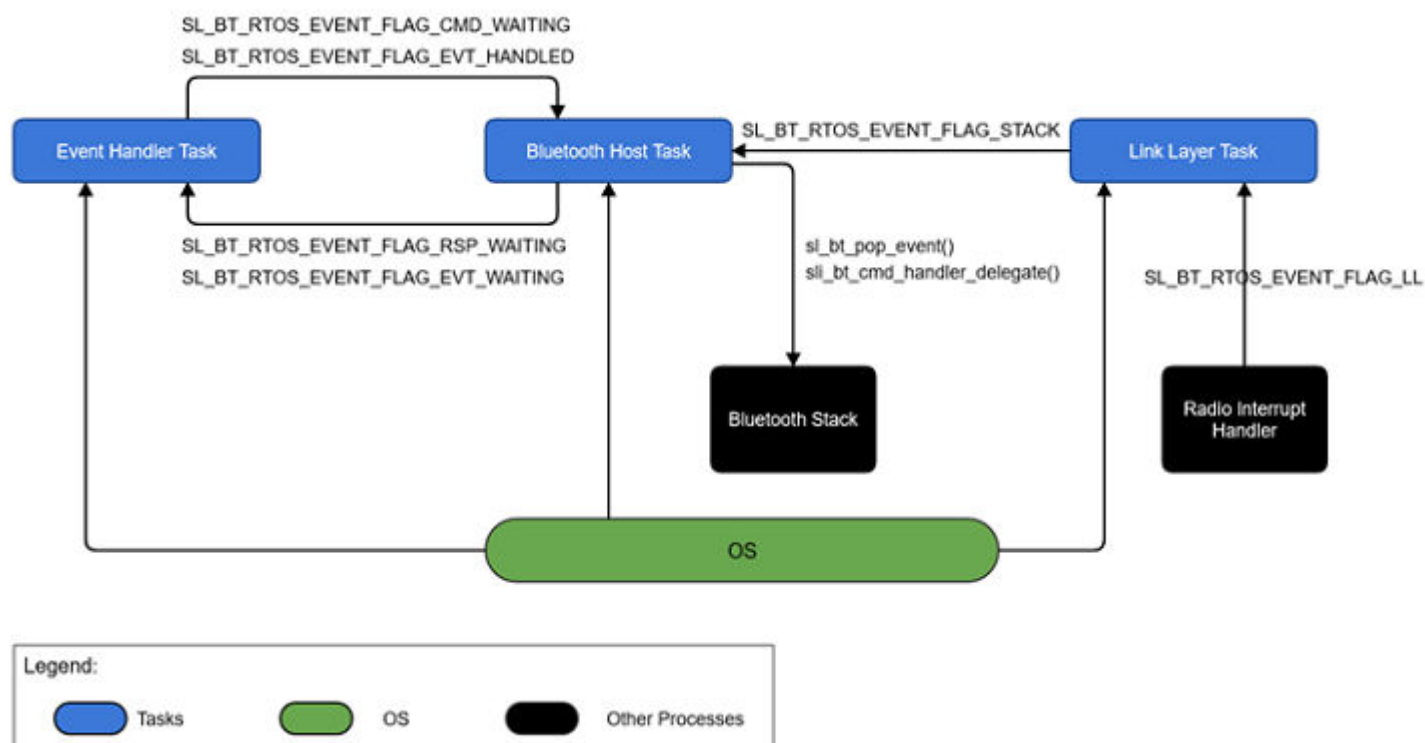 SL_BT_RTOS_EVENT_FLAG_CMD_WAITING
SL_BT_RTOS_EVENT_FLAG_EVT_HANDLED
Event Handler Task
Bluetooth Host Task
SL_BT_RTOS_EVENT_FLAG_STACK
Link Layer Task
SL_BT_RTOS_EVENT_FLAG_RSP_WAITING
SL_BT_RTOS_EVENT_FLAG_EVT_WAITING
sl_bt_pop_event()
sli_bt_cmd_handler_delegate()
SL_BT_RTOS_EVENT_FLAG_LL
Bluetooth Stack
Radio Interrupt
Handler
OS
Legend:
Tasks
OS
Other Processes